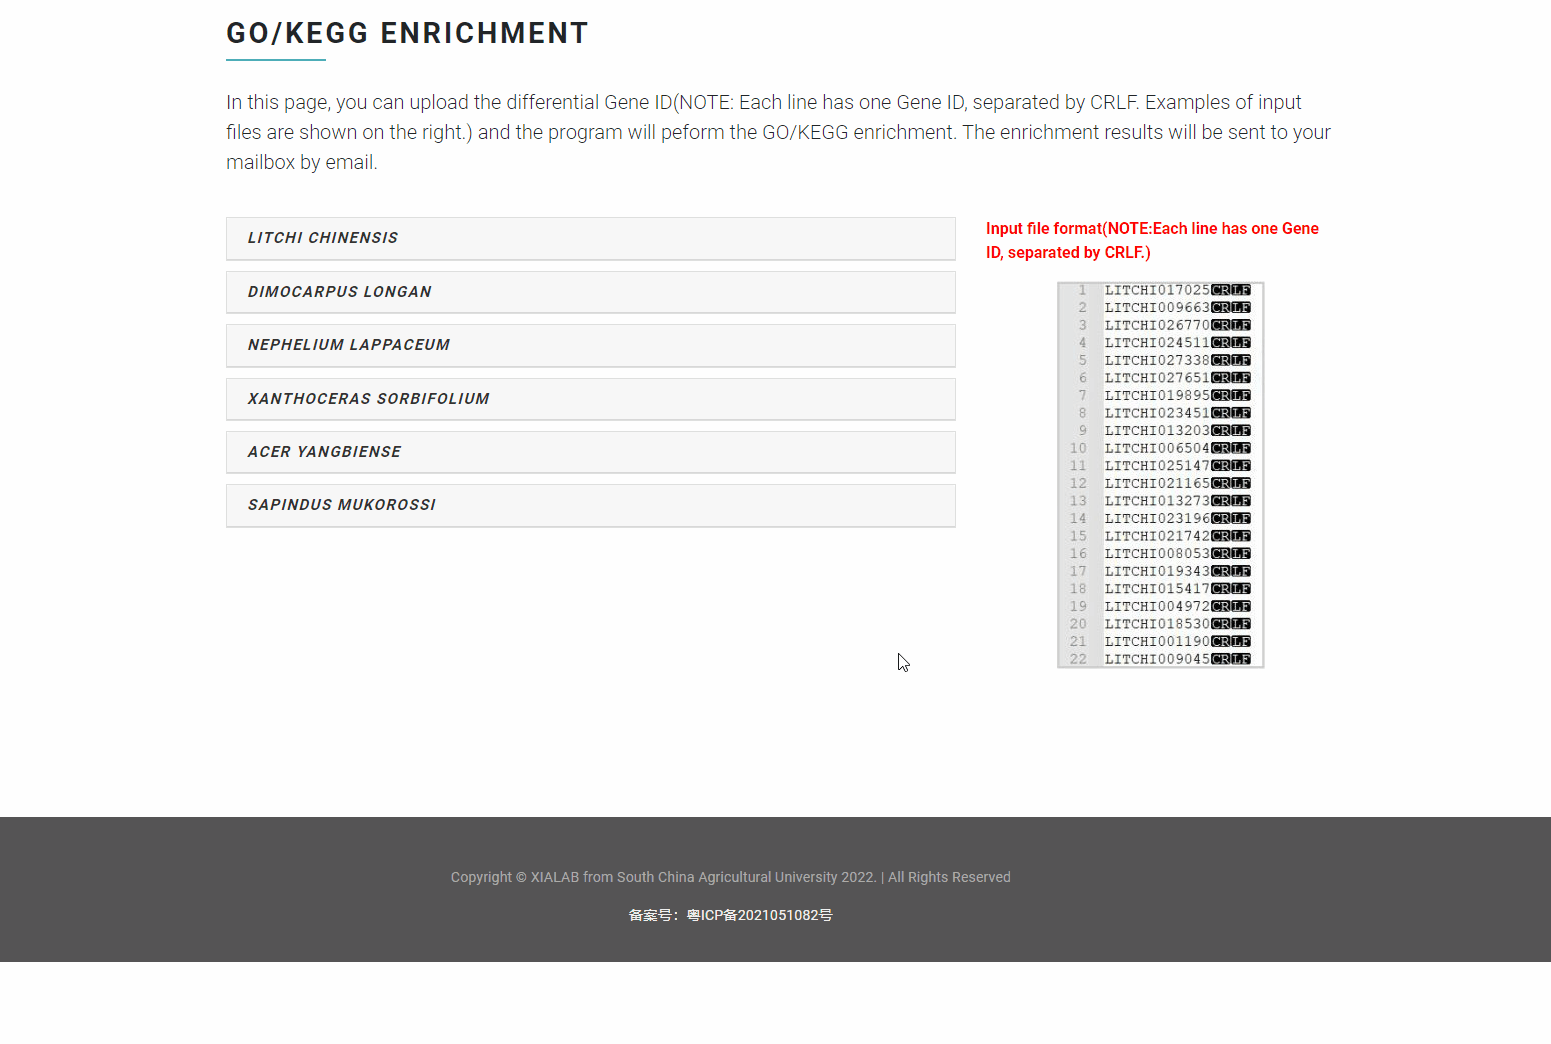 GO/KEGG ENRICHMENT
In this page, you can upload the differential Gene ID(NOTE: Each line has one Gene ID, separated by CRLF. Examples of input
files are shown on the right.) and the program will peform the GO/KEGG enrichment. The enrichment results will be sent to your
mailbox by email.
LITCHI CHINENSIS
DIMOCARPUS LONGAN
NEPHELIUM LAPPACEUM
XANTHOCERAS SORBIFOLIUM
ACER YANGBIENSE
SAPINDUS MUKOROSSI
Input file format(NOTE:Each line has one Gene
ID, separated by CRLF.)
1 LITCHI017025CRLF
2 LITCHI009663CRLF
3 LITCHI026770CRLF
4 LITCHI024511CRLF
5 LITCHI027338CRLF
6 LITCHI027651CRLF
7 LITCHI019895CRLF
8 LITCHI023451CRLF
9 LITCHI013203CRLF
10 LITCHI006504CRLF
11 LITCHI025147CRLF
12 LITCHI021165CRLF
13 LITCHI013273CRLF
14 LITCHI023196CRLF
15 LITCHI021742CRLF
16 LITCHI008053CRLF
17 LITCHI019343CRLF
18 LITCHI015417CRLF
19 LITCHI004972CRLF
20 LITCHI018530CRLF
21 LITCHI001190CRLF
22 LITCHI009045CRLF
Copyright © XIALAB from South China Agricultural University 2022. | All Rights Reserved
备案号：粤ICP备2021051082号